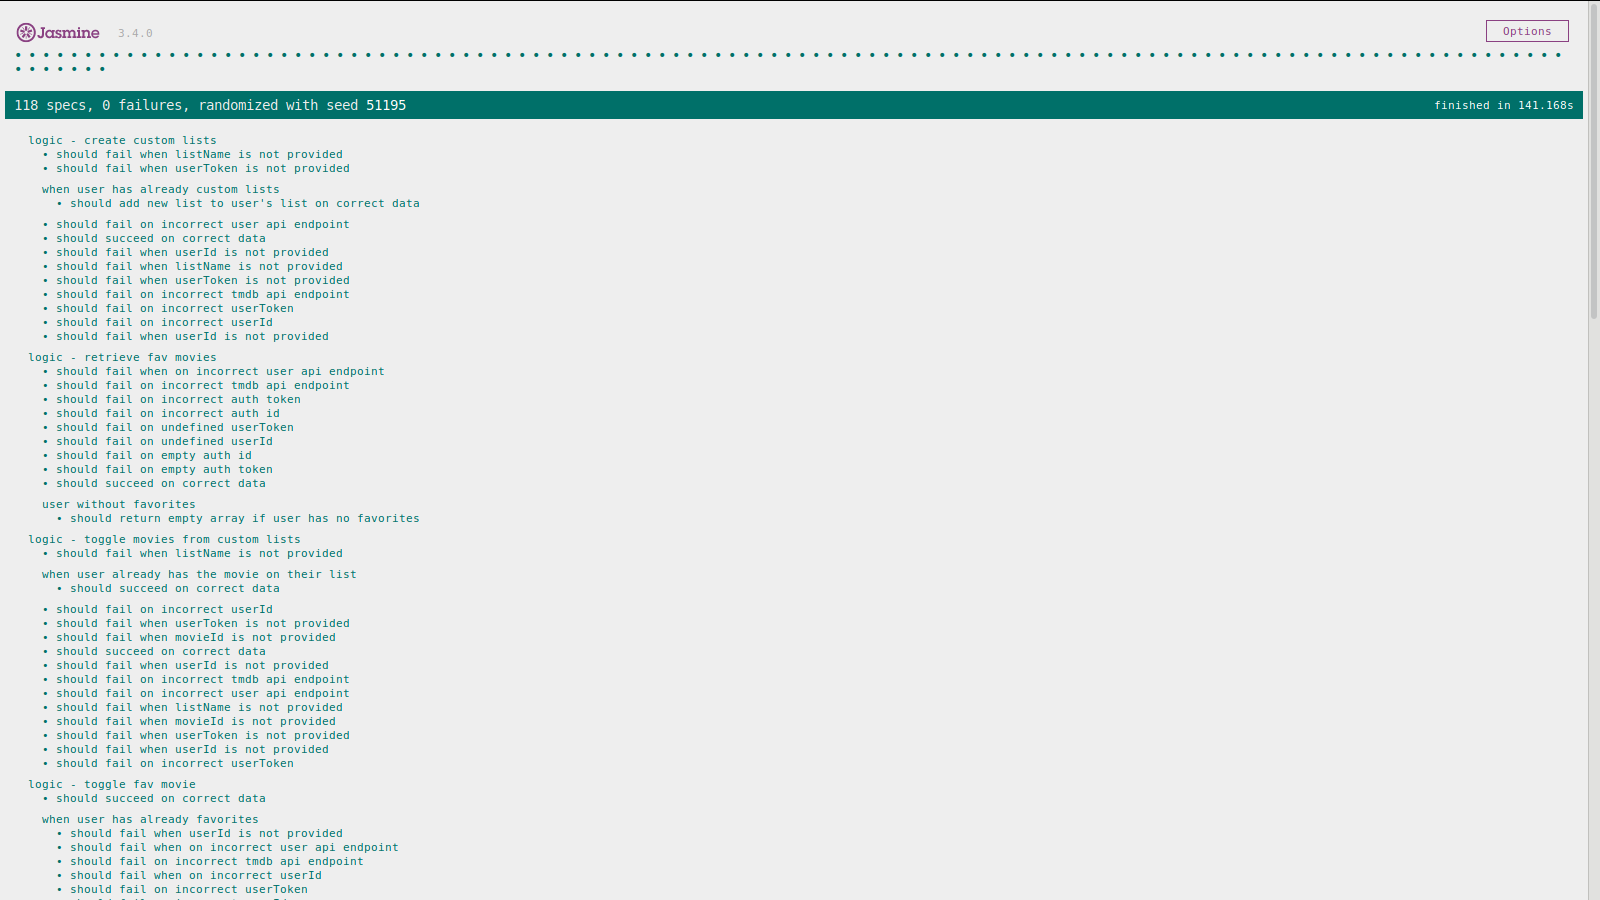 Jasmine 3.4.0 Options
118 specs, 0 failures, randomized with seed 51195 finished in 141.168s
logic - create custom lists
• should fail when listName is not provided
• should fail when userToken is not provided
when user has already custom lists
• should add new list to user's list on correct data
• should fail on incorrect user api endpoint
• should succeed on correct data
• should fail when userId is not provided
• should fail when listName is not provided
• should fail when userToken is not provided
• should fail on incorrect tmdb api endpoint
• should fail on incorrect userToken
• should fail on incorrect userId
• should fail when userId is not provided
logic - retrieve fav movies
• should fail when on incorrect user api endpoint
• should fail on incorrect tmdb api endpoint
• should fail on incorrect auth token
• should fail on incorrect auth id
• should fail on undefined userToken
• should fail on undefined userId
• should fail on empty auth id
• should fail on empty auth token
• should succeed on correct data
user without favorites
• should return empty array if user has no favorites
logic - toggle movies from custom lists
• should fail when listName is not provided
when user already has the movie on their list
• should succeed on correct data
• should fail on incorrect userId
• should fail when userToken is not provided
• should fail when movieId is not provided
• should succeed on correct data
• should fail when userId is not provided
• should fail on incorrect tmdb api endpoint
• should fail on incorrect user api endpoint
• should fail when listName is not provided
• should fail when movieId is not provided
• should fail when userToken is not provided
• should fail when userId is not provided
• should fail on incorrect userToken
logic - toggle fav movie
• should succeed on correct data
when user has already favorites
• should fail when userId is not provided
• should fail when on incorrect user api endpoint
• should fail on incorrect tmdb api endpoint
• should fail when on incorrect userId
• should fail on incorrect userToken